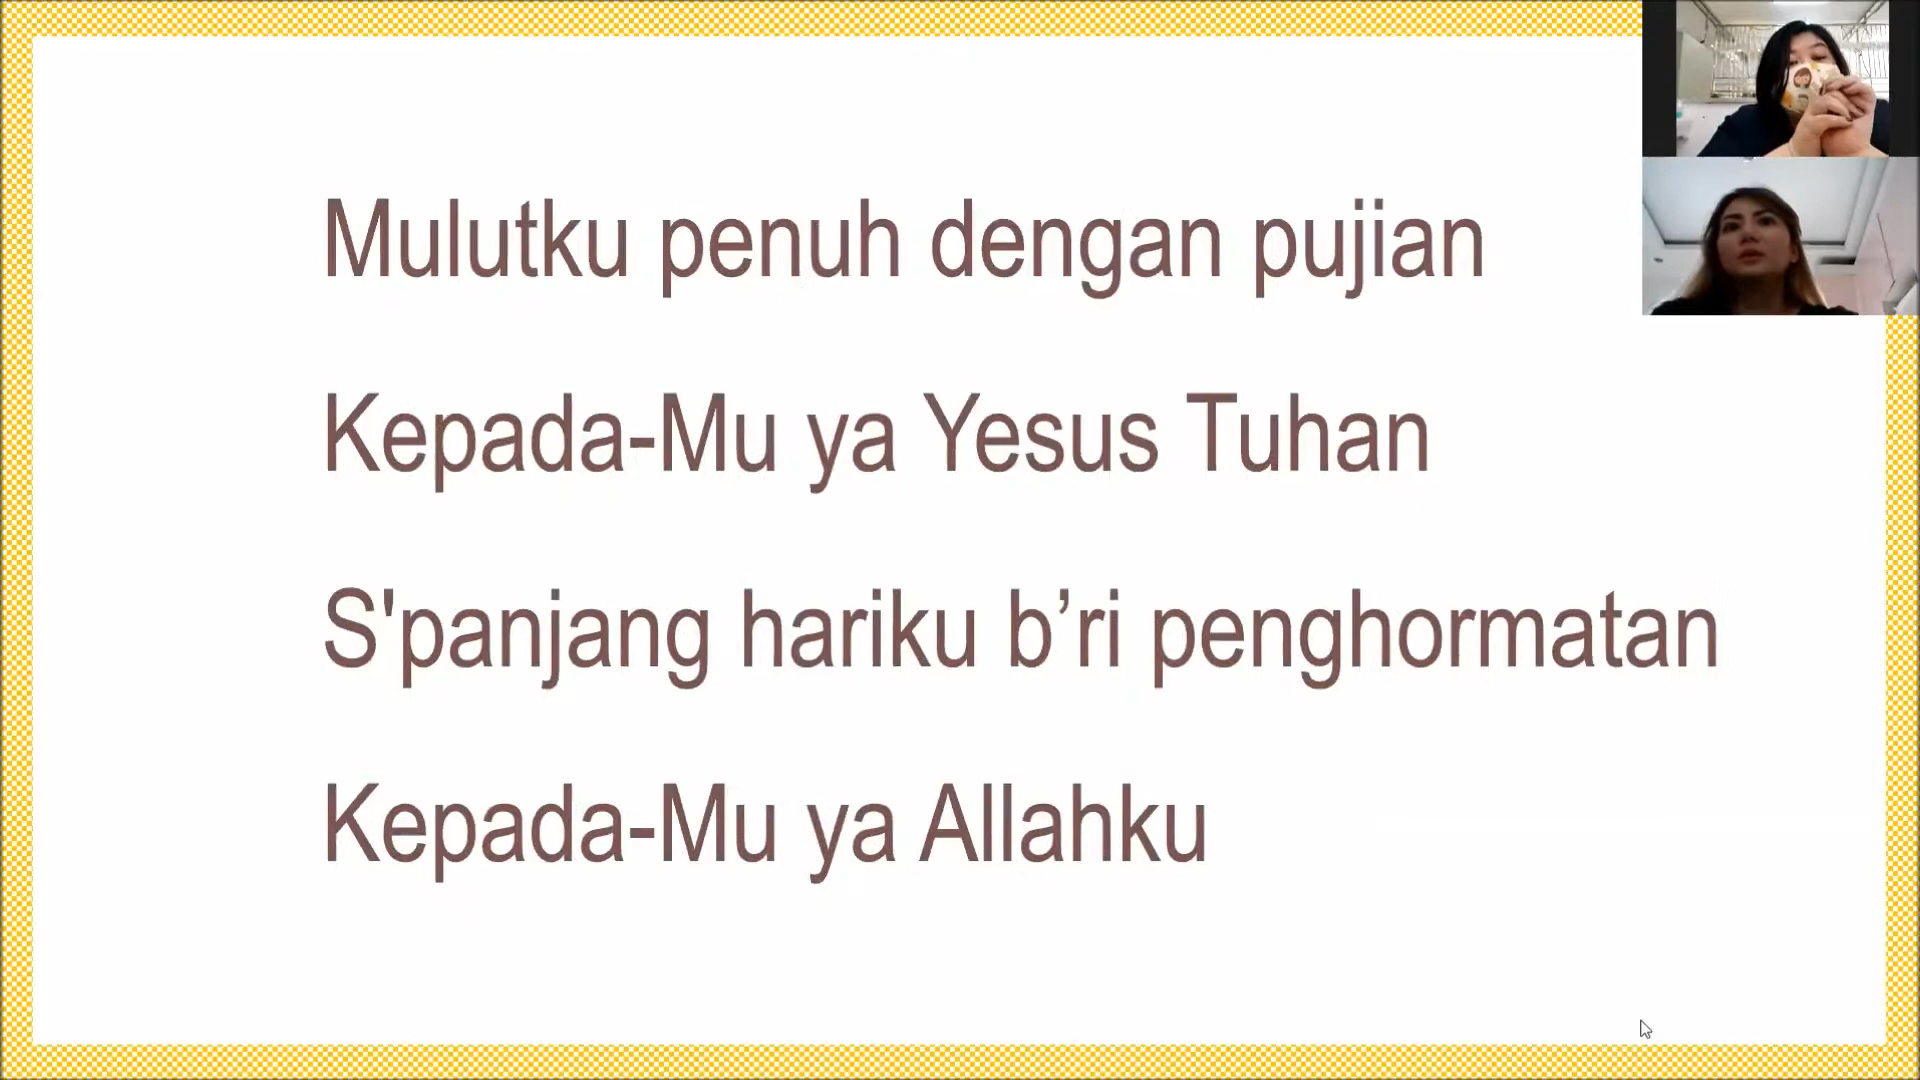 Mulutku penuh dengan pujian
Kepada-Mu ya Yesus Tuhan
S'panjang hariku b’ri penghormatan
Kepada-Mu ya Allahku